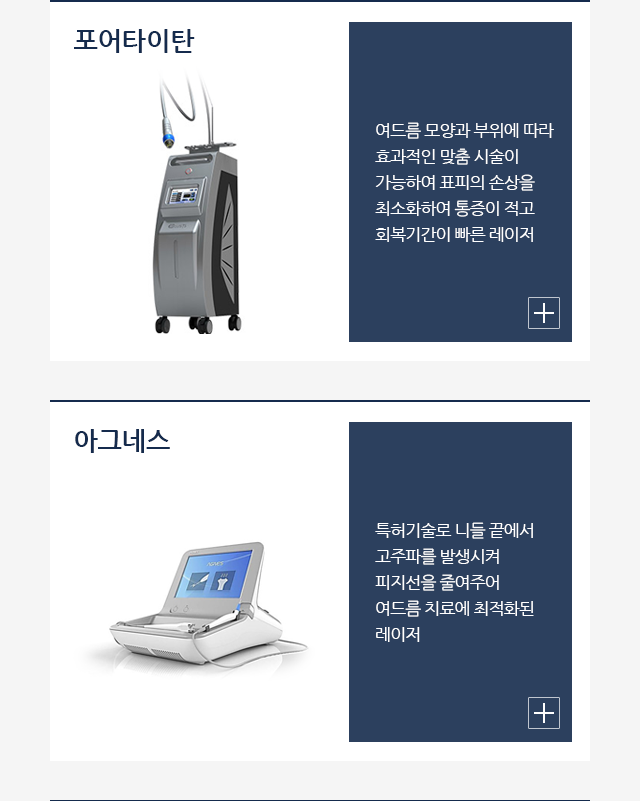 포어타이탄
여드름 모양과 부위에 따라
효과적인 맞춤 시술이
가능하여 표피의 손상을
최소화하여 통증이 적고
회복기간이 빠른 레이저
아그네스
특허기술로 니들 끝에서
고주파를 발생시켜
피지선을 줄여주어
여드름 치료에 최적화된
레이저